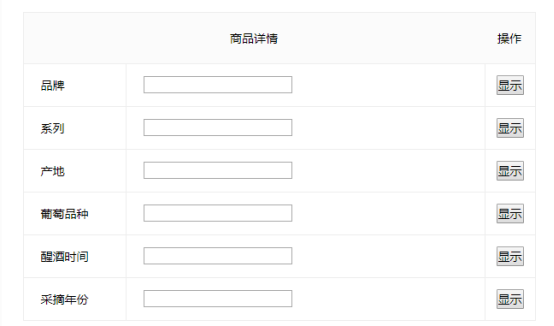 商品详情 操作
品牌 显示
系列 显示
产地 显示
葡萄品种 显示
醒酒时间 显示
采摘年份 显示